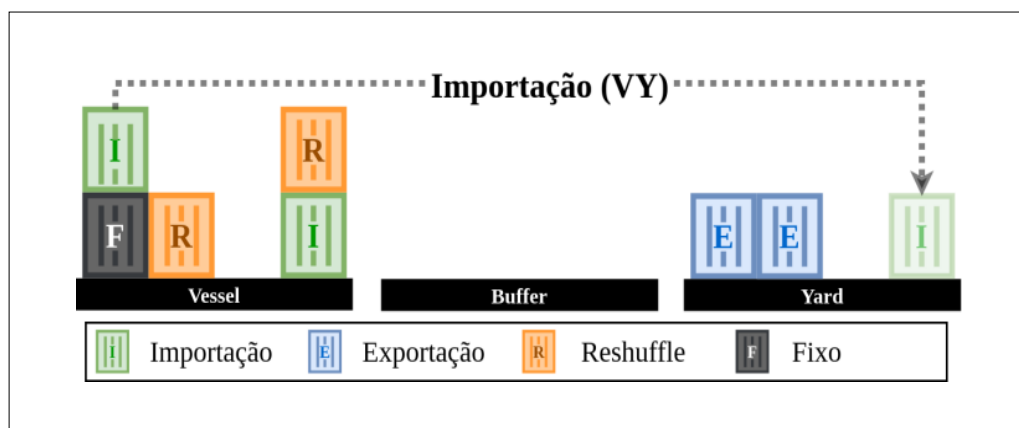 Importação (VY)
I R
F R I E E I
Vessel Buffer Yard
I Importação E Exportação R Reshuffle F Fixo